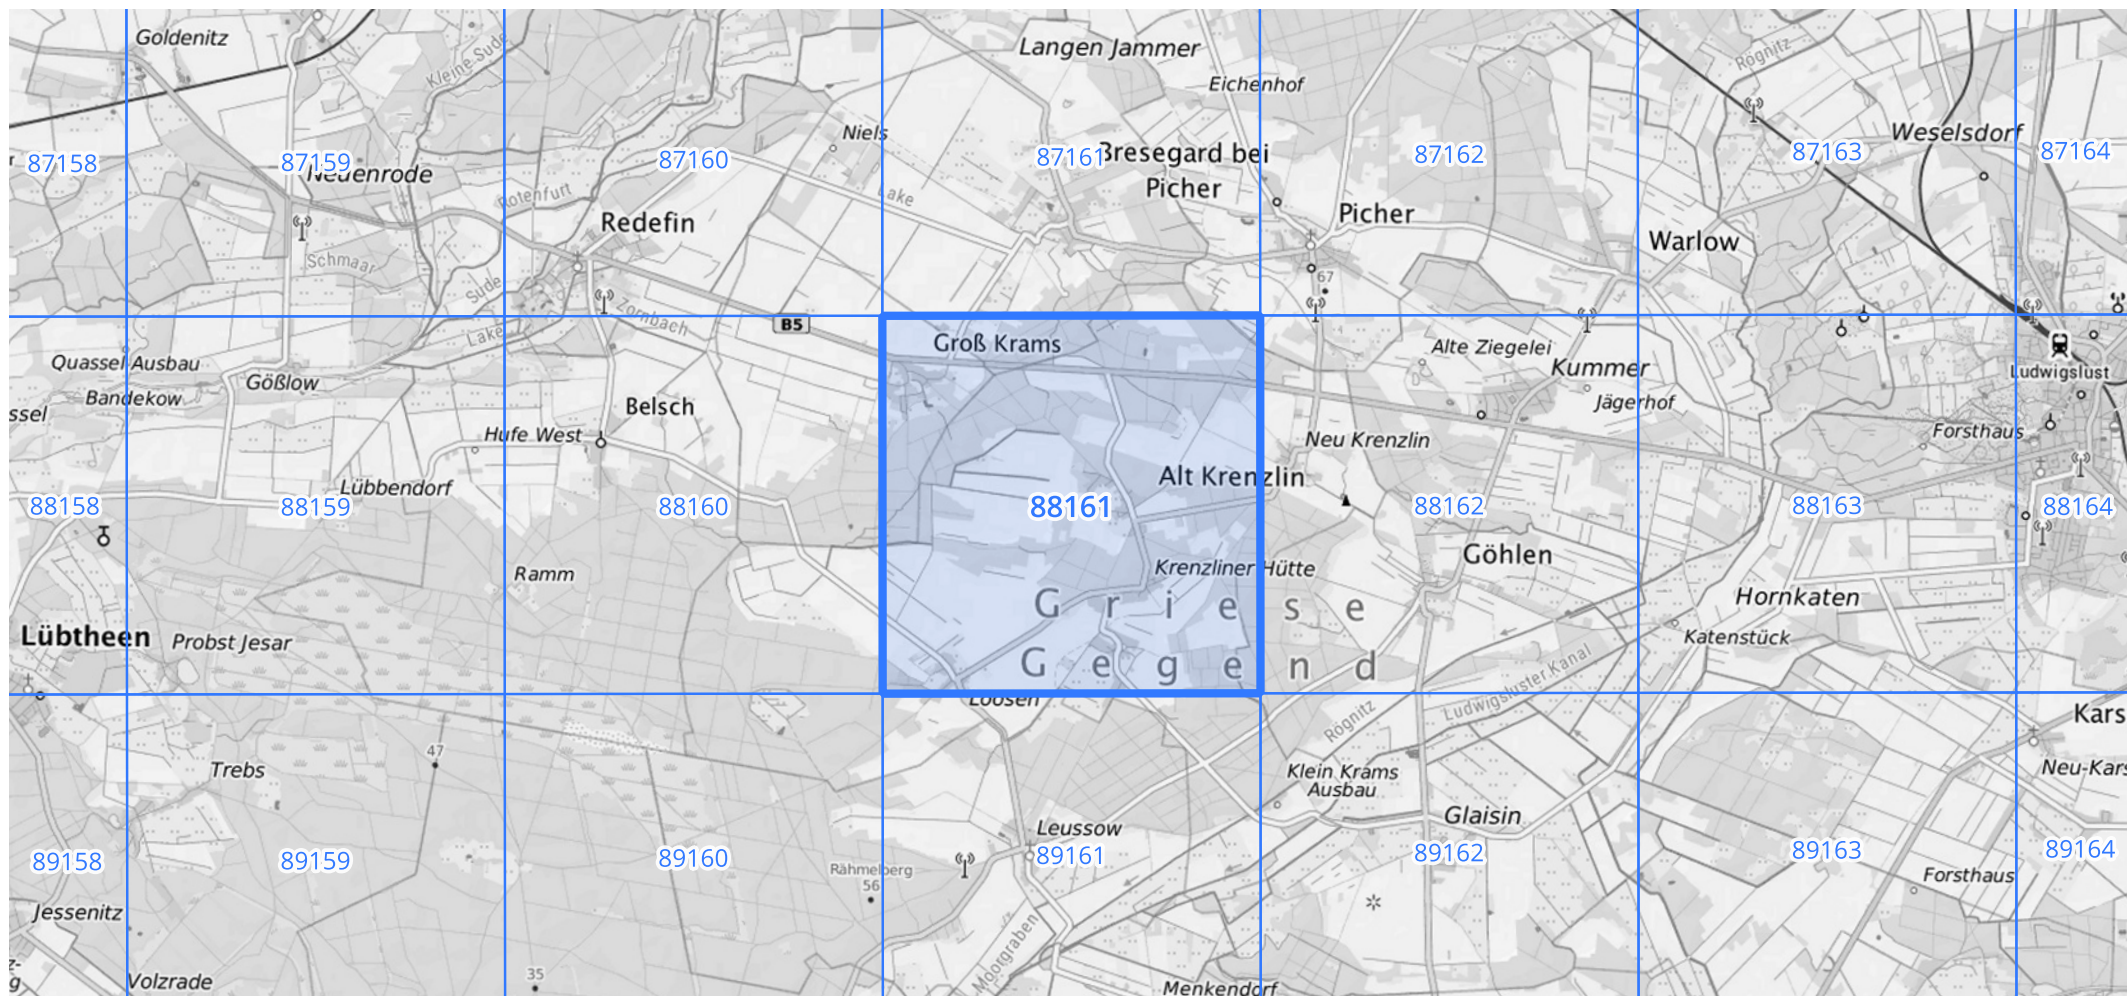 Goldenitz
Kleine Sude
Langen Jammer
Eichenhof
Rögnitz
Weselsdorf
Niels
87158
87159
87160
87161
87162
87163
87164
Neuenrode
Bresegard bei
Picher
Rotenfurt
Lake
Redefin
Picher
Warlow
Schmaar
Sude
67
Zornbach
Lake
B5
Groß Krams
Alte Ziegelei
Kummer
Ludwigslust
Quassel Ausbau
Gößlow
Bandekow
Jägerhof
ssel
Belsch
Hufe West
Neu Krenzlin
Forsthaus
Alt Krenzlin
Lübbendorf
88158
88159
88160
88161
88162
88163
88164
Göhlen
Ramm
Krenzliner Hütte
Hornkaten
Griese
Gegend
Lübtheen
Probst Jesar
Katenstück
Ludwigsluster Kanal
Loosen
Rögnitz
Kars
47
Trebs
Klein Krams
Ausbau
Neu-Kars
Glaisin
Leussow
89158
89159
89160
89161
89162
89163
89164
Rähmelberg
56
Forsthaus
Jessenitz
Moorgraben
z-
g
Volzrade
35
Menkendorf